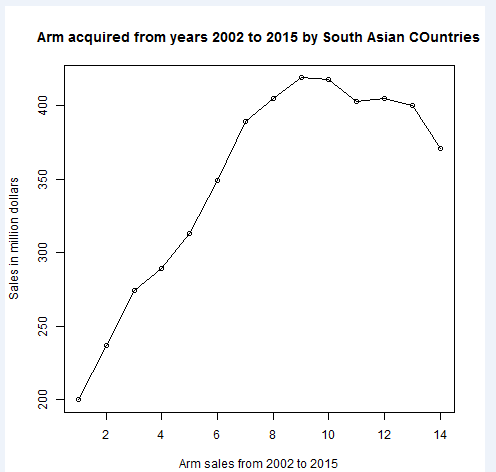 Arm acquired from years 2002 to 2015 by South Asian COuntries
400
350
300
250
200
Sales in million dollars
2 4 6 8 10 12 14
Arm sales from 2002 to 2015